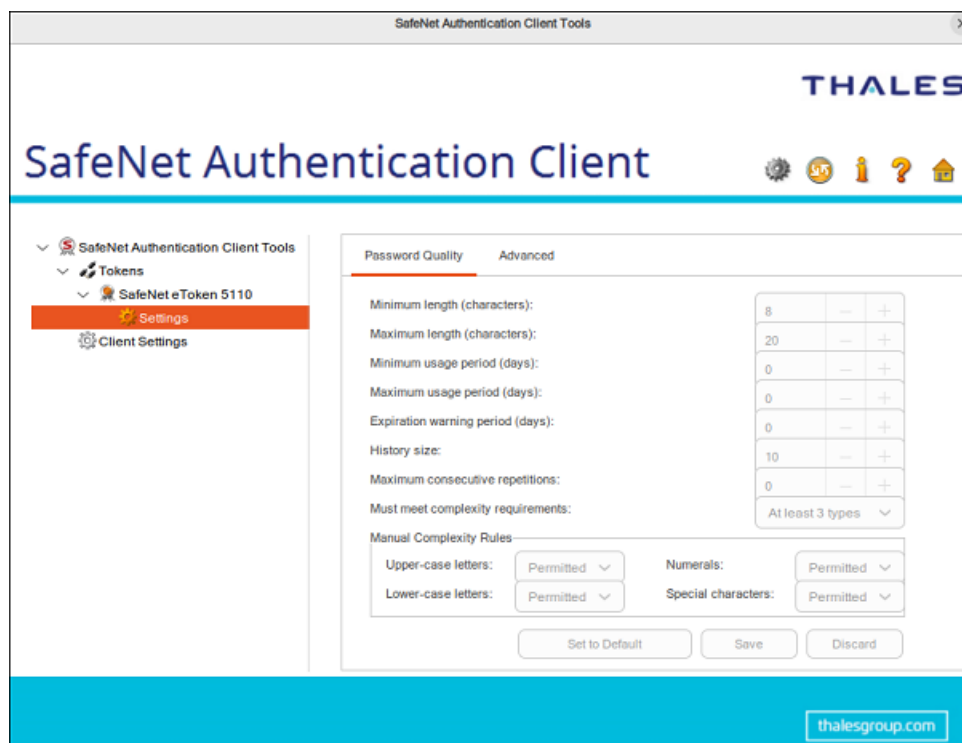 SafeNet Authentication Client Tools
THALES
SafeNet Authentication Client
SafeNet Authentication Client Tools
Tokens
SafeNet eToken 5110
Settings
Client Settings
Password Quality Advanced
Minimum length (characters): 8
Maximum length (characters): 20
Minimum usage period (days): 0
Maximum usage period (days): 0
Expiration warning period (days): 0
History size: 10
Maximum consecutive repetitions: 0
Must meet complexity requirements: At least 3 types
Manual Complexity Rules
Upper-case letters: Permitted Numerals: Permitted
Lower-case letters: Permitted Special characters: Permitted
Set to Default Save Discard
thalesgroup.com